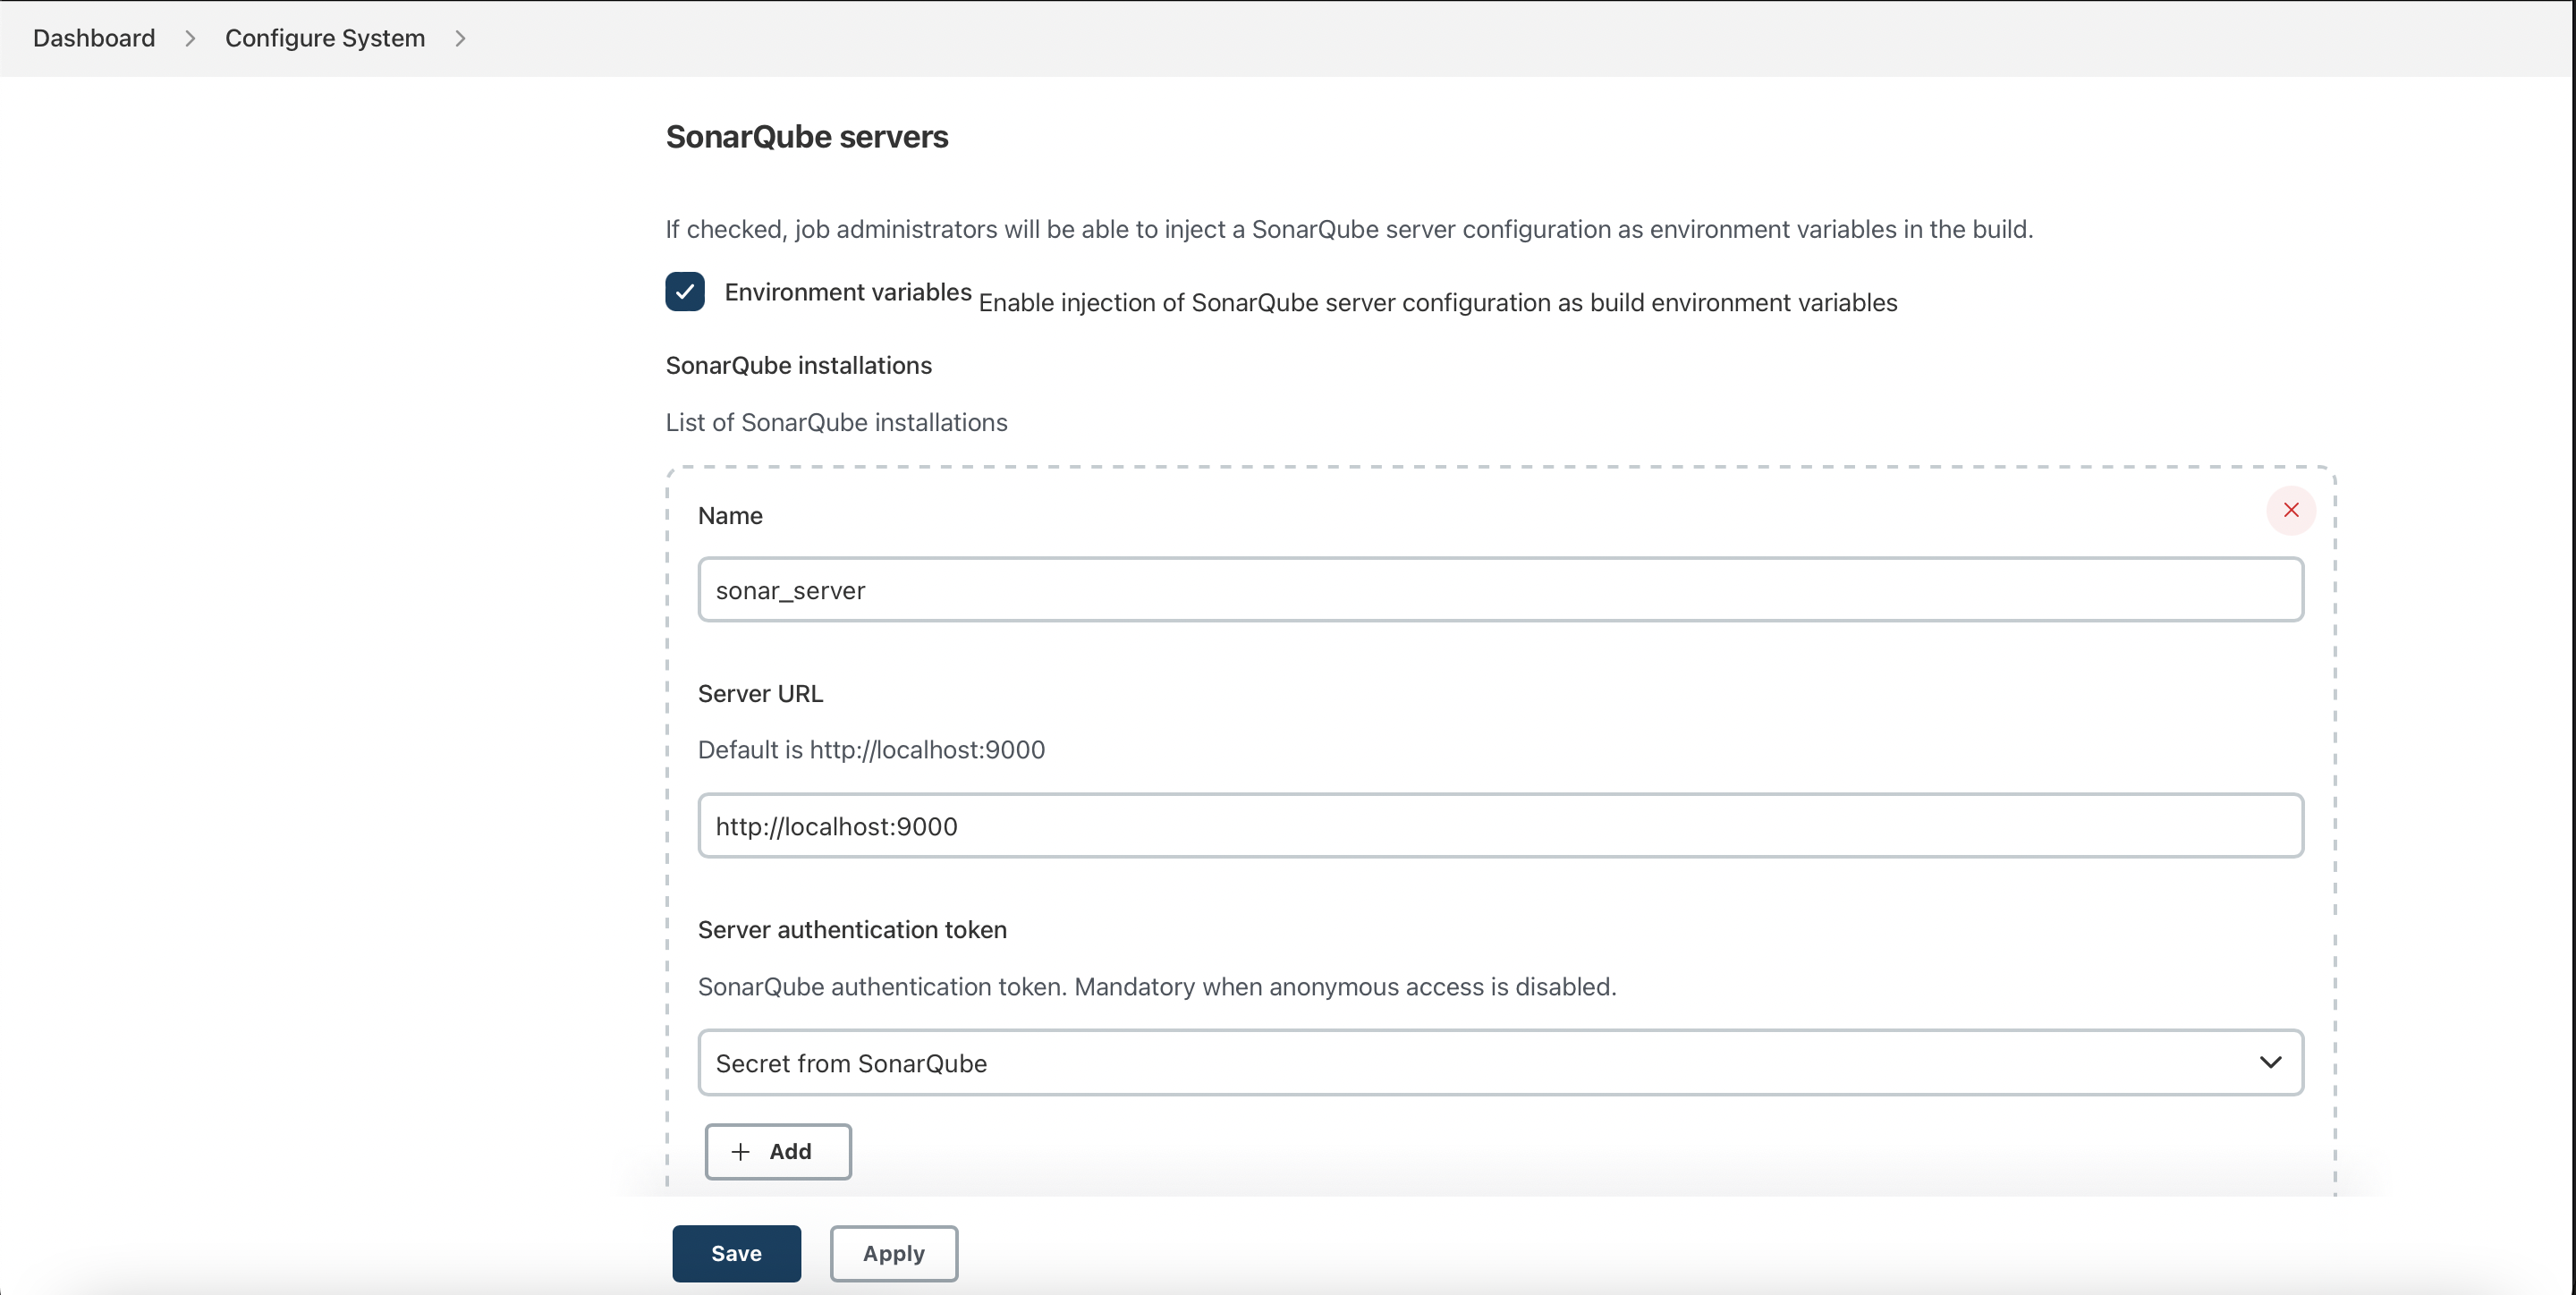 Dashboard
Configure System
SonarQube servers
If checked, job administrators will be able to inject a SonarQube server configuration as environment variables in the build.
Environment variables Enable injection of SonarQube server configuration as build environment variables
SonarQube installations
List of SonarQube installations
Name
sonar_server
Server URL
Default is http://localhost:9000
http://localhost:9000
Server authentication token
SonarQube authentication token. Mandatory when anonymous access is disabled.
Secret from SonarQube
Add
Save
Apply